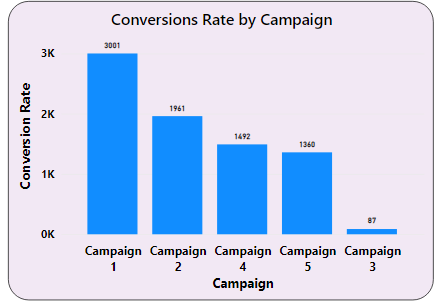 Conversions Rate by Campaign
3K
2K
1K
0K
Conversion Rate
3001
1961
1492
1360
87
Campaign 1
Campaign 2
Campaign 4
Campaign 5
Campaign 3
Campaign